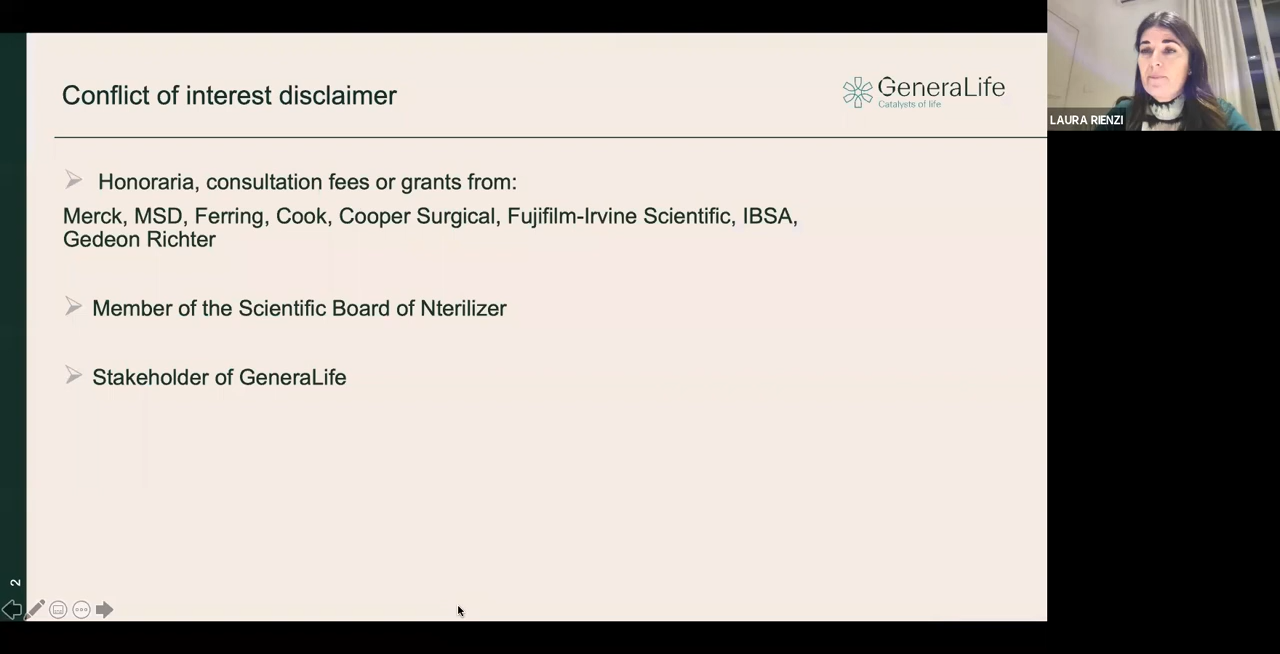 Conflict of interest disclaimer
GeneraLife
Catalysts of life
LAURA RIENZI
Honoraria, consultation fees or grants from:
Merck, MSD, Ferring, Cook, Cooper Surgical, Fujifilm-Irvine Scientific, IBSA,
Gedeon Richter
Member of the Scientific Board of Nterilizer
Stakeholder of GeneraLife
2